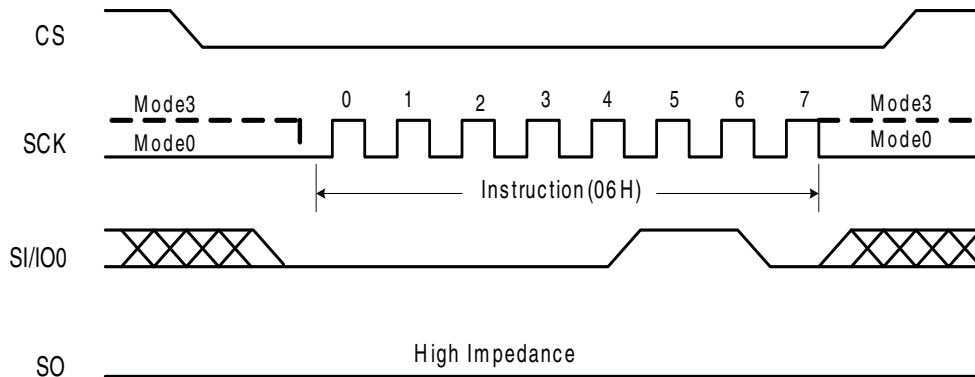 CS
Mode3
0 1 2 3 4 5 6 7
Mode3
SCK
Mode0
Mode0
Instruction(06H)
SI/IO0
High Impedance
SO